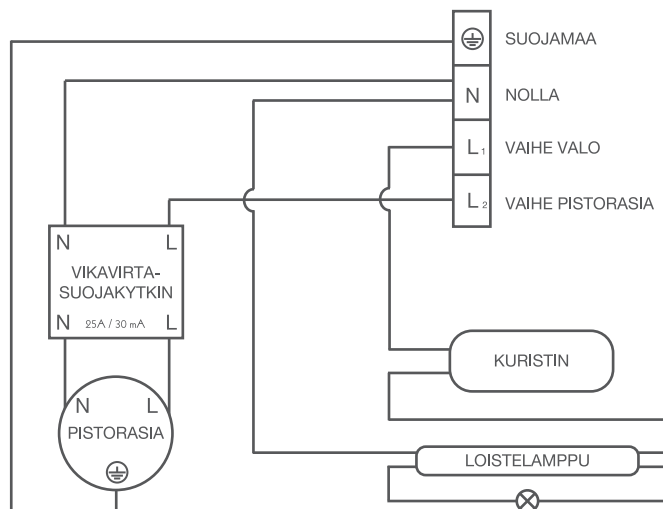 SUOJAMAA
N NOLLA
L1 VAIHE VALO
L2 VAIHE PISTORASIA
N L
VIKAVIRTA-
SUOJAKYTKIN
N 25A / 30 mA L
KURISTIN
N L
PISTORASIA
LOISTELAMPPU